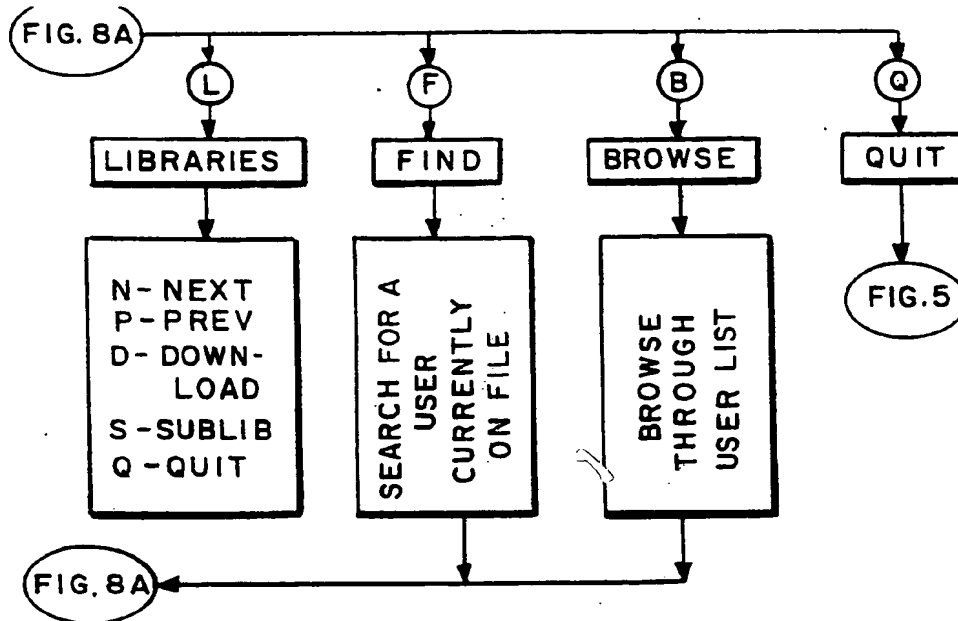 FIG. 8A
L
F
B
Q
LIBRARIES
FIND
BROWSE
QUIT
N-NEXT
P-PREV
D-DOWN-
LOAD
S-SUBLIB
Q-QUIT
SEARCH FOR A
USER
CURRENTLY
ON FILE
BROWSE
THROUGH
USER LIST
FIG.5
FIG. 8A